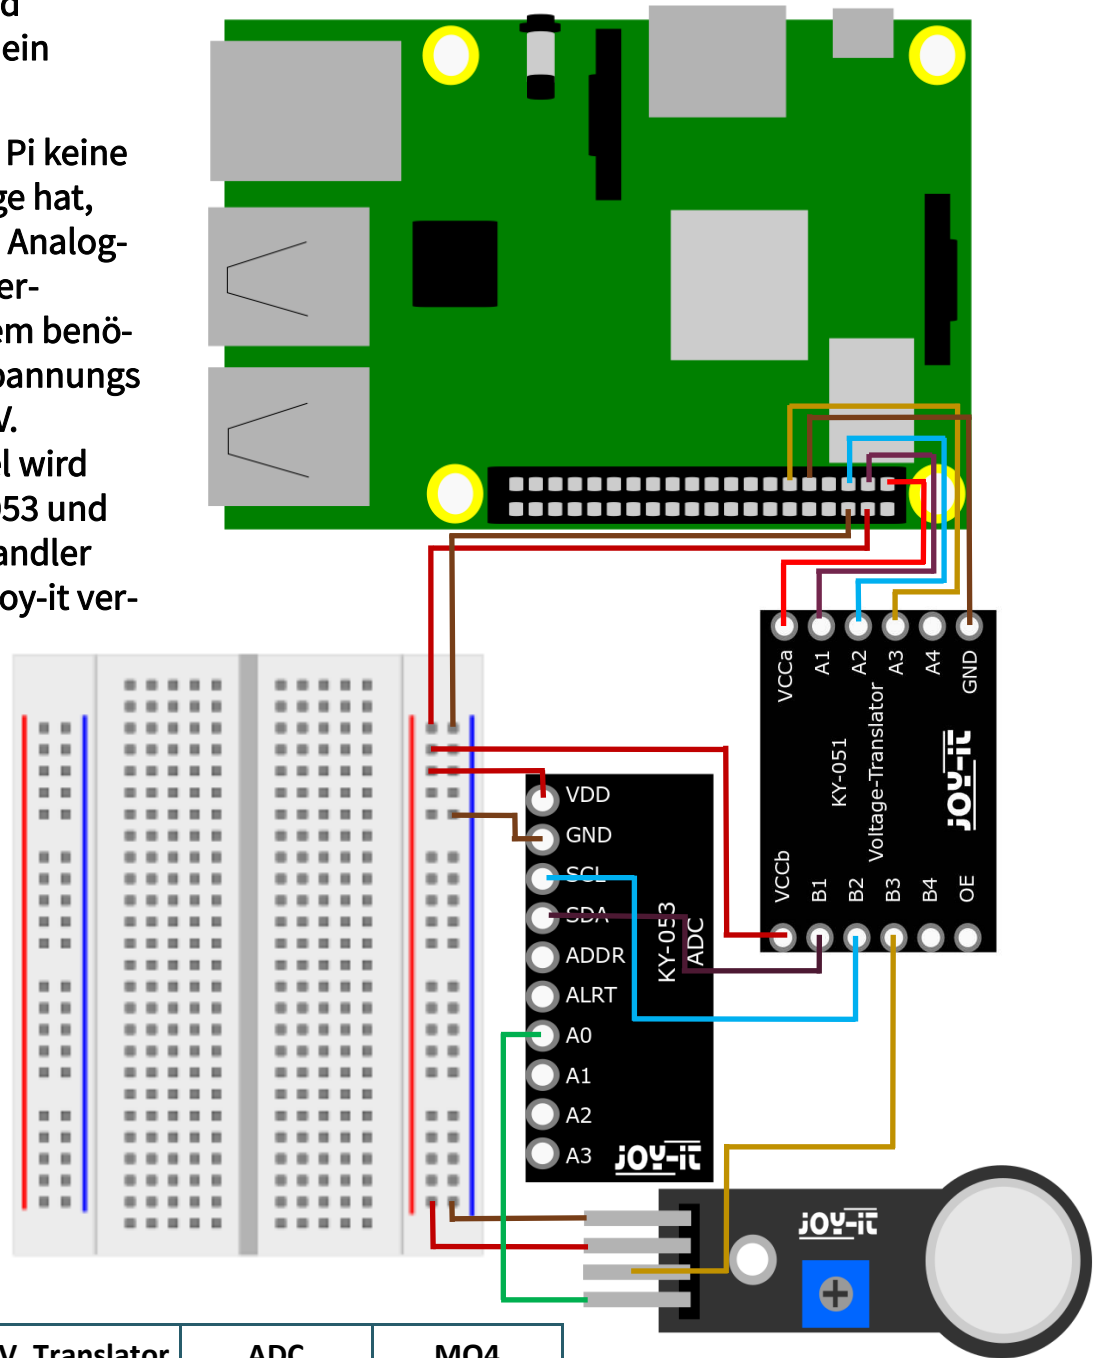 d
ein
Pi keine
ge hat,
Analog-
er-
em benö-
pannungs
V.
el wird
053 und
andler
oy-it ver-
VCCa
A1
A2
A3
A4
GND
KY-051
Voltage-Translator
JOY-iT
VCCb
B1
B2
B3
B4
OE
VDD
GND
SCL
SDA
ADDR
ALRT
A0
A1
A2
A3
KY-053
ADC
JOY-iT
JOY-iT
V. Translator
ADC
MQ4